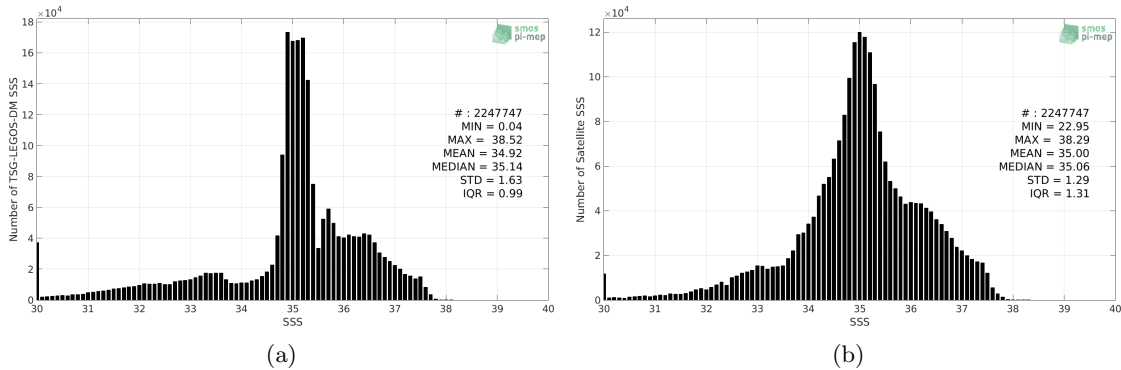 ×10⁴
18
16
14
12
10
8
6
4
2
0
Number of TSG-LEGOS-DM SSS
smos
pi-mep
# : 2247747
MIN = 0.04
MAX = 38.52
MEAN = 34.92
MEDIAN = 35.14
STD = 1.63
IQR = 0.99
30 31 32 33 34 35 36 37 38 39 40
SSS
(a)
×10⁴
12
10
8
6
4
2
0
Number of Satellite SSS
smos
pi-mep
# : 2247747
MIN = 22.95
MAX = 38.29
MEAN = 35.00
MEDIAN = 35.06
STD = 1.29
IQR = 1.31
30 31 32 33 34 35 36 37 38 39 40
SSS
(b)